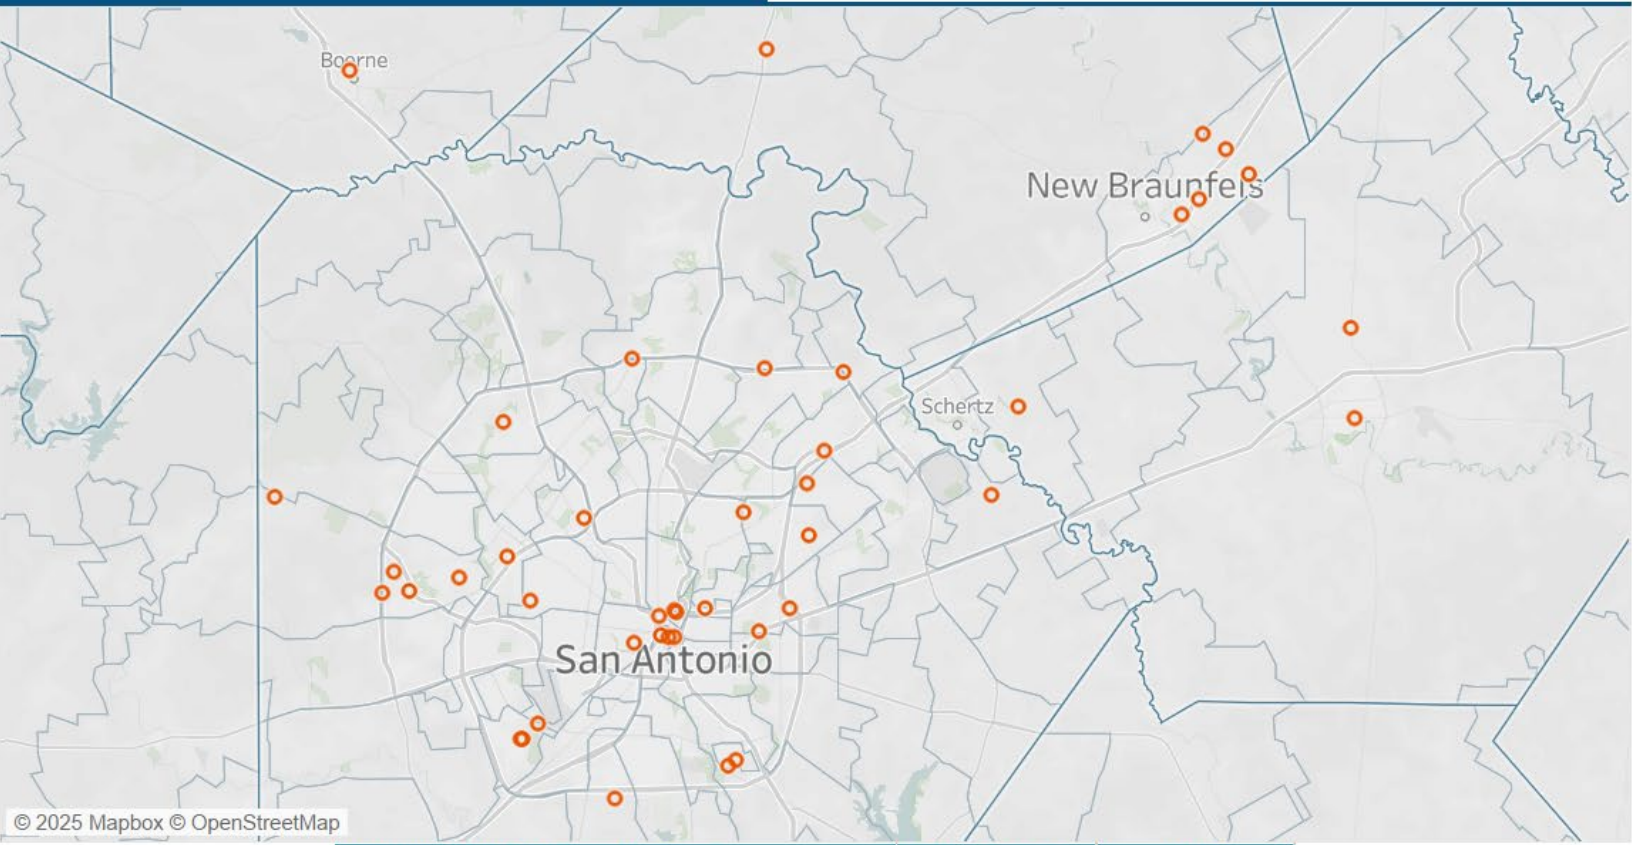 Boerne
New Braunfels
Schertz
San Antonio
© 2025 Mapbox © OpenStreetMap